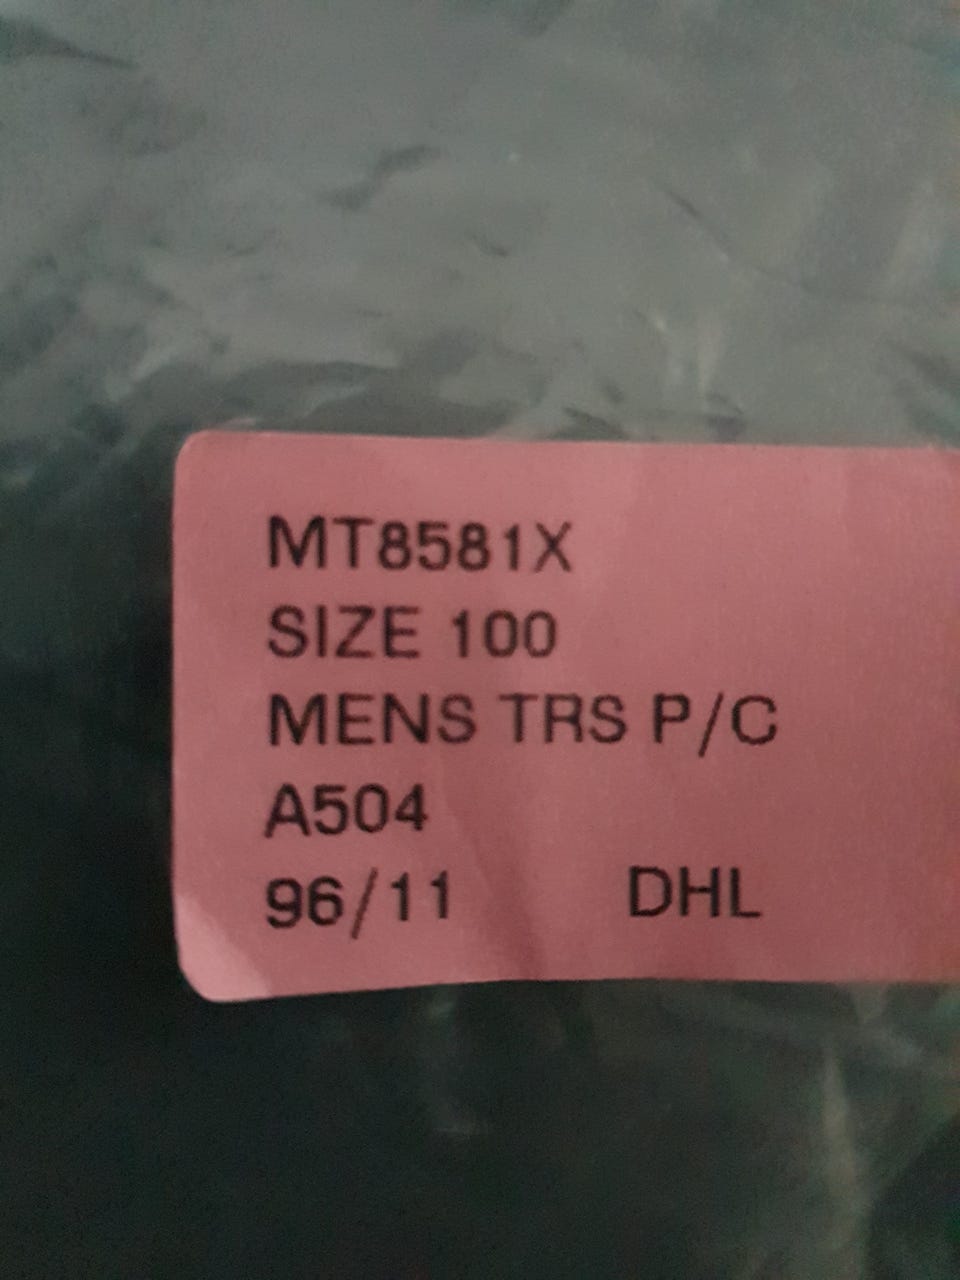 MT8581X
SIZE 100
MENS TRS P/C
A504
96/11 DHL